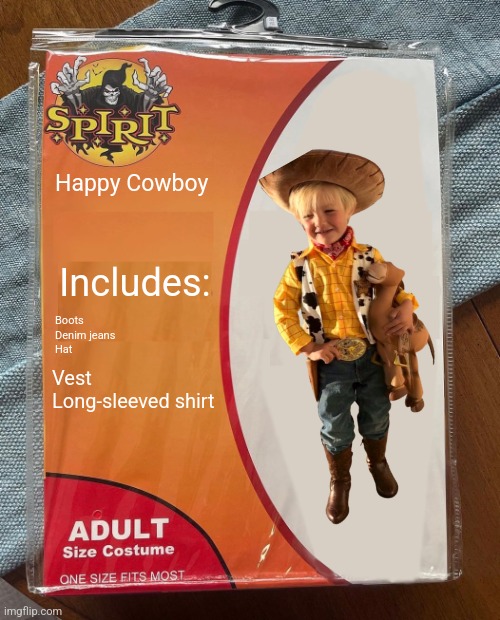 SPIRIT
Happy Cowboy
Includes:
Boots
Denim jeans
Hat
Vest
Long-sleeved shirt
ADULT
Size Costume
ONE SIZE FITS MOST
imgflip.com